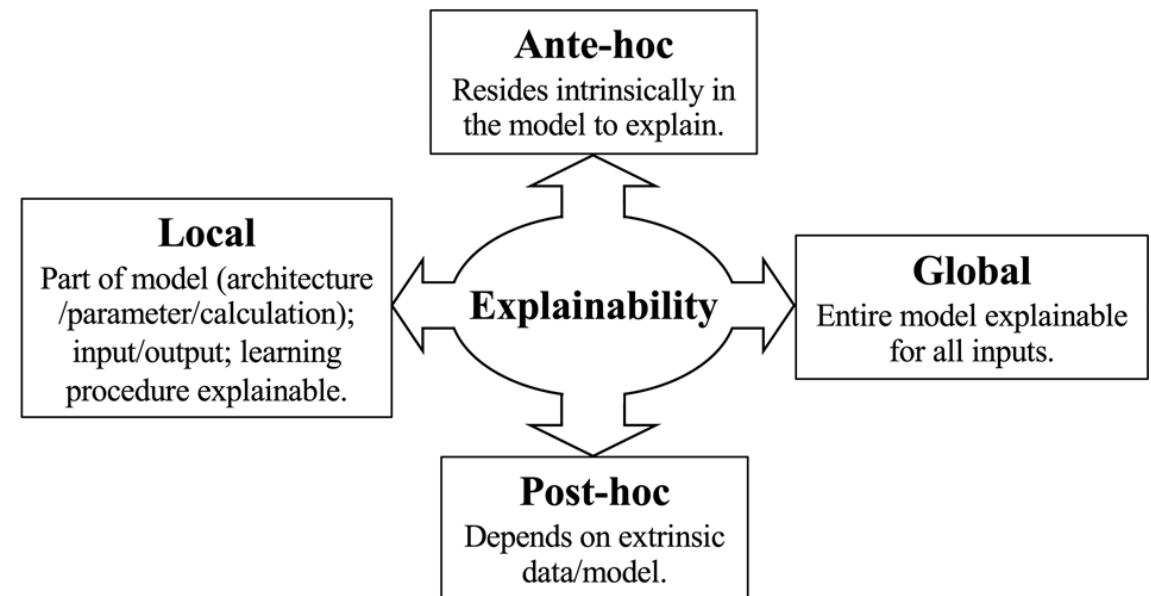 Ante-hoc
Resides intrinsically in
the model to explain.
Local
Part of model (architecture
/parameter/calculation);
input/output; learning
procedure explainable.
Explainability
Global
Entire model explainable
for all inputs.
Post-hoc
Depends on extrinsic
data/model.